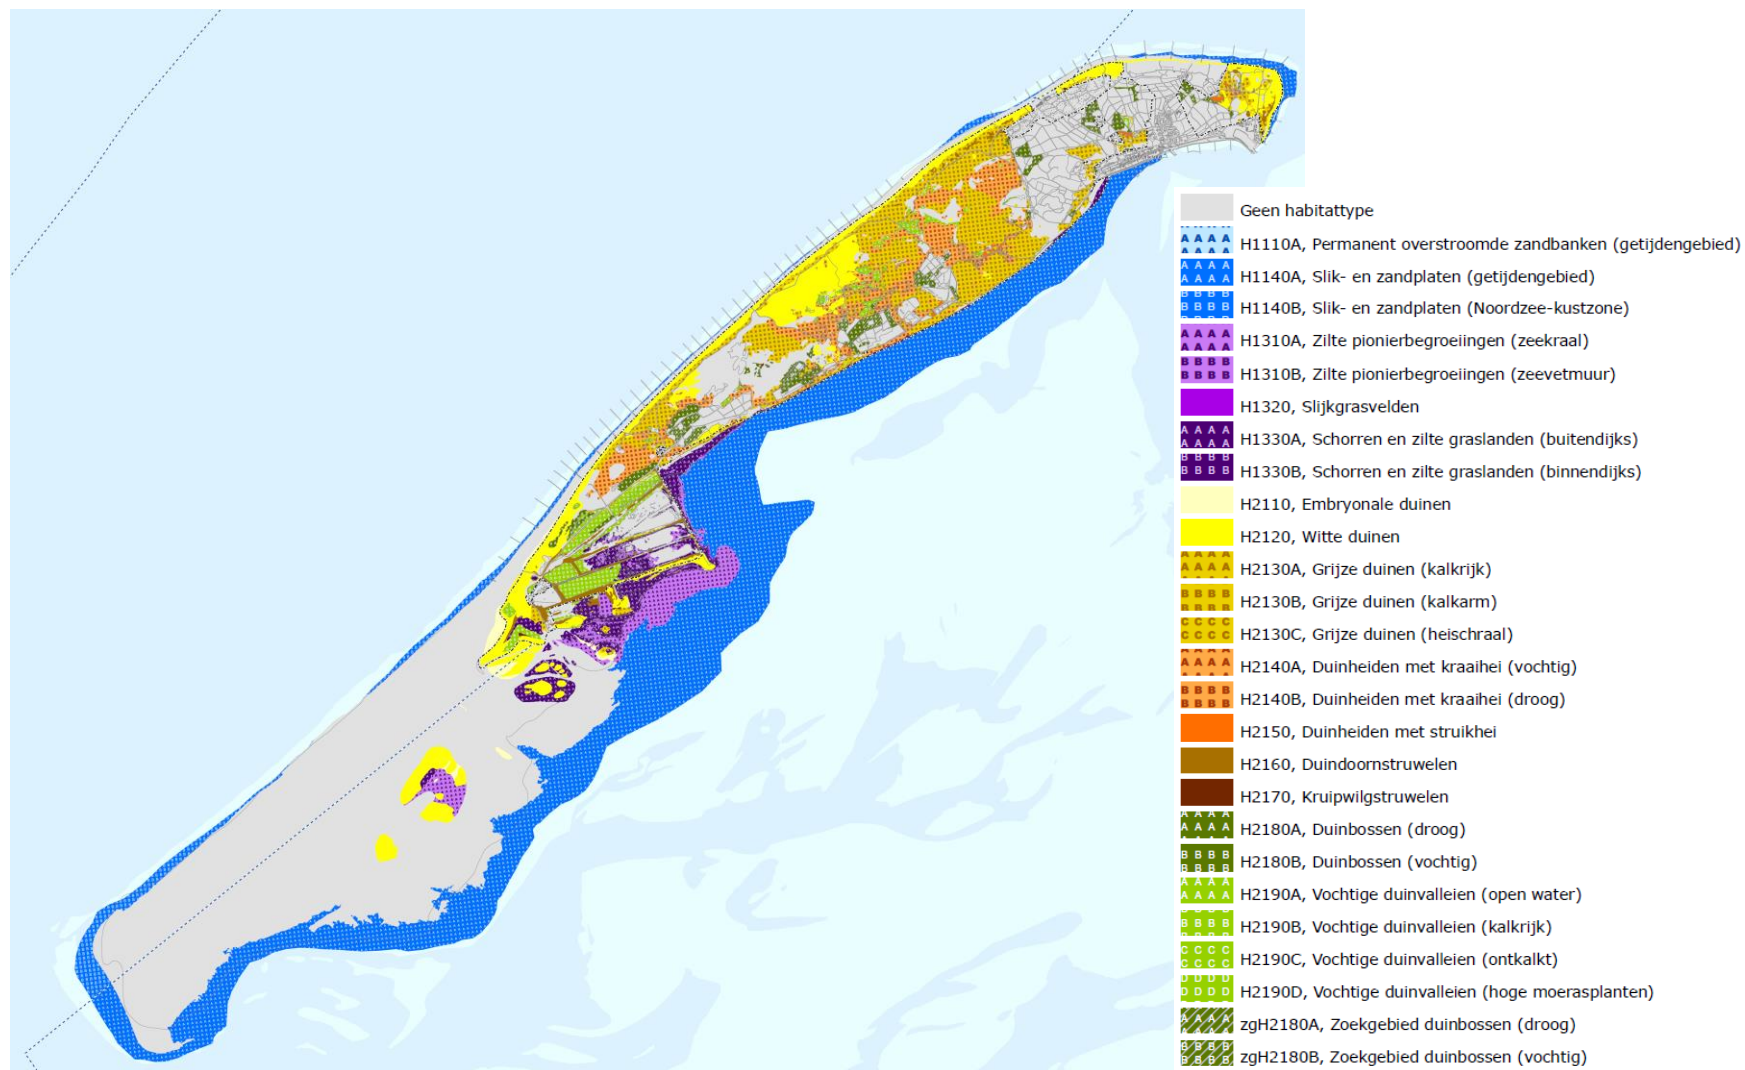 Geen habitattype
H1110A, Permanent overstroomde zandbanken (getijdengebied)
H1140A, Slik- en zandplaten (getijdengebied)
H1140B, Slik- en zandplaten (Noordzee-kustzone)
H1310A, Zilte pionierbegroeiingen (zeekraal)
H1310B, Zilte pionierbegroeiingen (zeevetmuur)
H1320, Slijkgrasvelden
H1330A, Schorren en zilte graslanden (buitendijks)
H1330B, Schorren en zilte graslanden (binnendijks)
H2110, Embryonale duinen
H2120, Witte duinen
H2130A, Grijze duinen (kalkrijk)
H2130B, Grijze duinen (kalkarm)
H2130C, Grijze duinen (heischraal)
H2140A, Duinheiden met kraaihei (vochtig)
H2140B, Duinheiden met kraaihei (droog)
H2150, Duinheiden met struikhei
H2160, Duindoornstruwelen
H2170, Kruipwilgstruwelen
H2180A, Duinbossen (droog)
H2180B, Duinbossen (vochtig)
H2190A, Vochtige duinvalleien (open water)
H2190B, Vochtige duinvalleien (kalkrijk)
H2190C, Vochtige duinvalleien (ontkalkt)
H2190D, Vochtige duinvalleien (hoge moerasplanten)
zgH2180A, Zoekgebied duinbossen (droog)
zgH2180B, Zoekgebied duinbossen (vochtig)